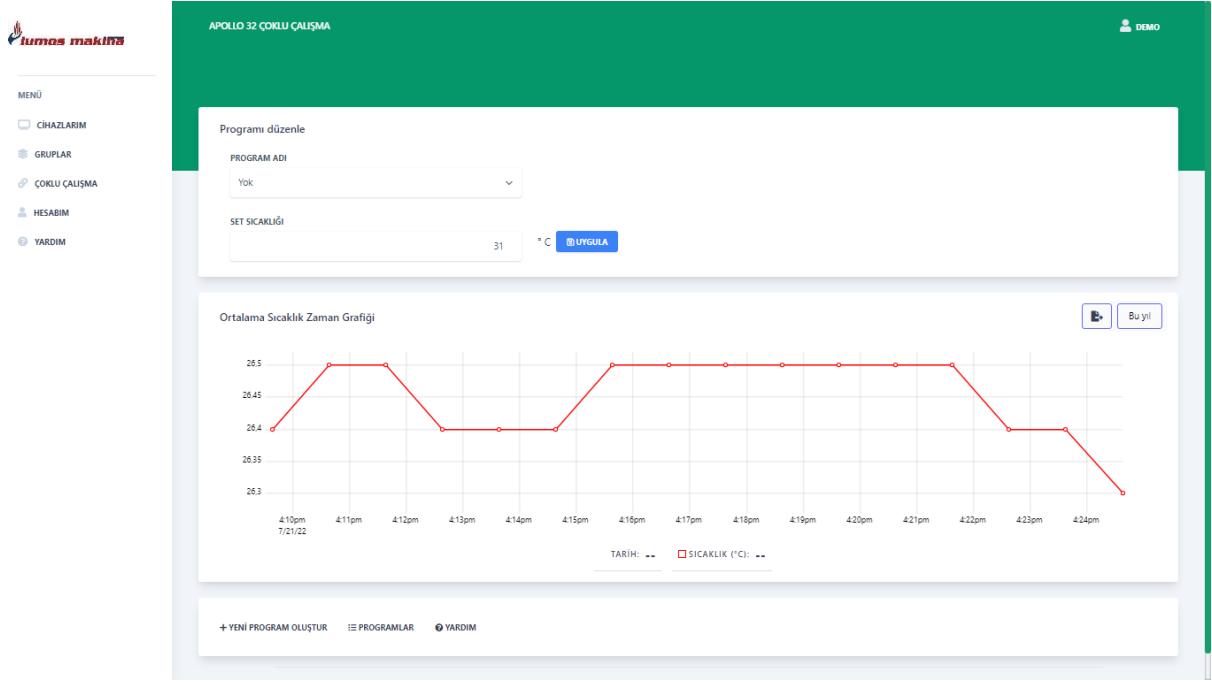 lumos makina
APOLLO 32 ÇOKLU ÇALIŞMA
DEMO
MENÜ
CİHAZLARIM
GRUPLAR
ÇOKLU ÇALIŞMA
HESABIM
YARDIM
Programı düzenle
PROGRAM ADI
Yok
SET SICAKLIĞI
31 ° C UYGULA
Ortalama Sıcaklık Zaman Grafiği
Bu yıl
26,5
26,45
26,4
26,35
26,3
4:10pm 4:11pm 4:12pm 4:13pm 4:14pm 4:15pm 4:16pm 4:17pm 4:18pm 4:19pm 4:20pm 4:21pm 4:22pm 4:23pm 4:24pm
7/21/22
TARİH: -- SICAKLIK (°C): --
+ YENİ PROGRAM OLUŞTUR PROGRAMLAR YARDIM